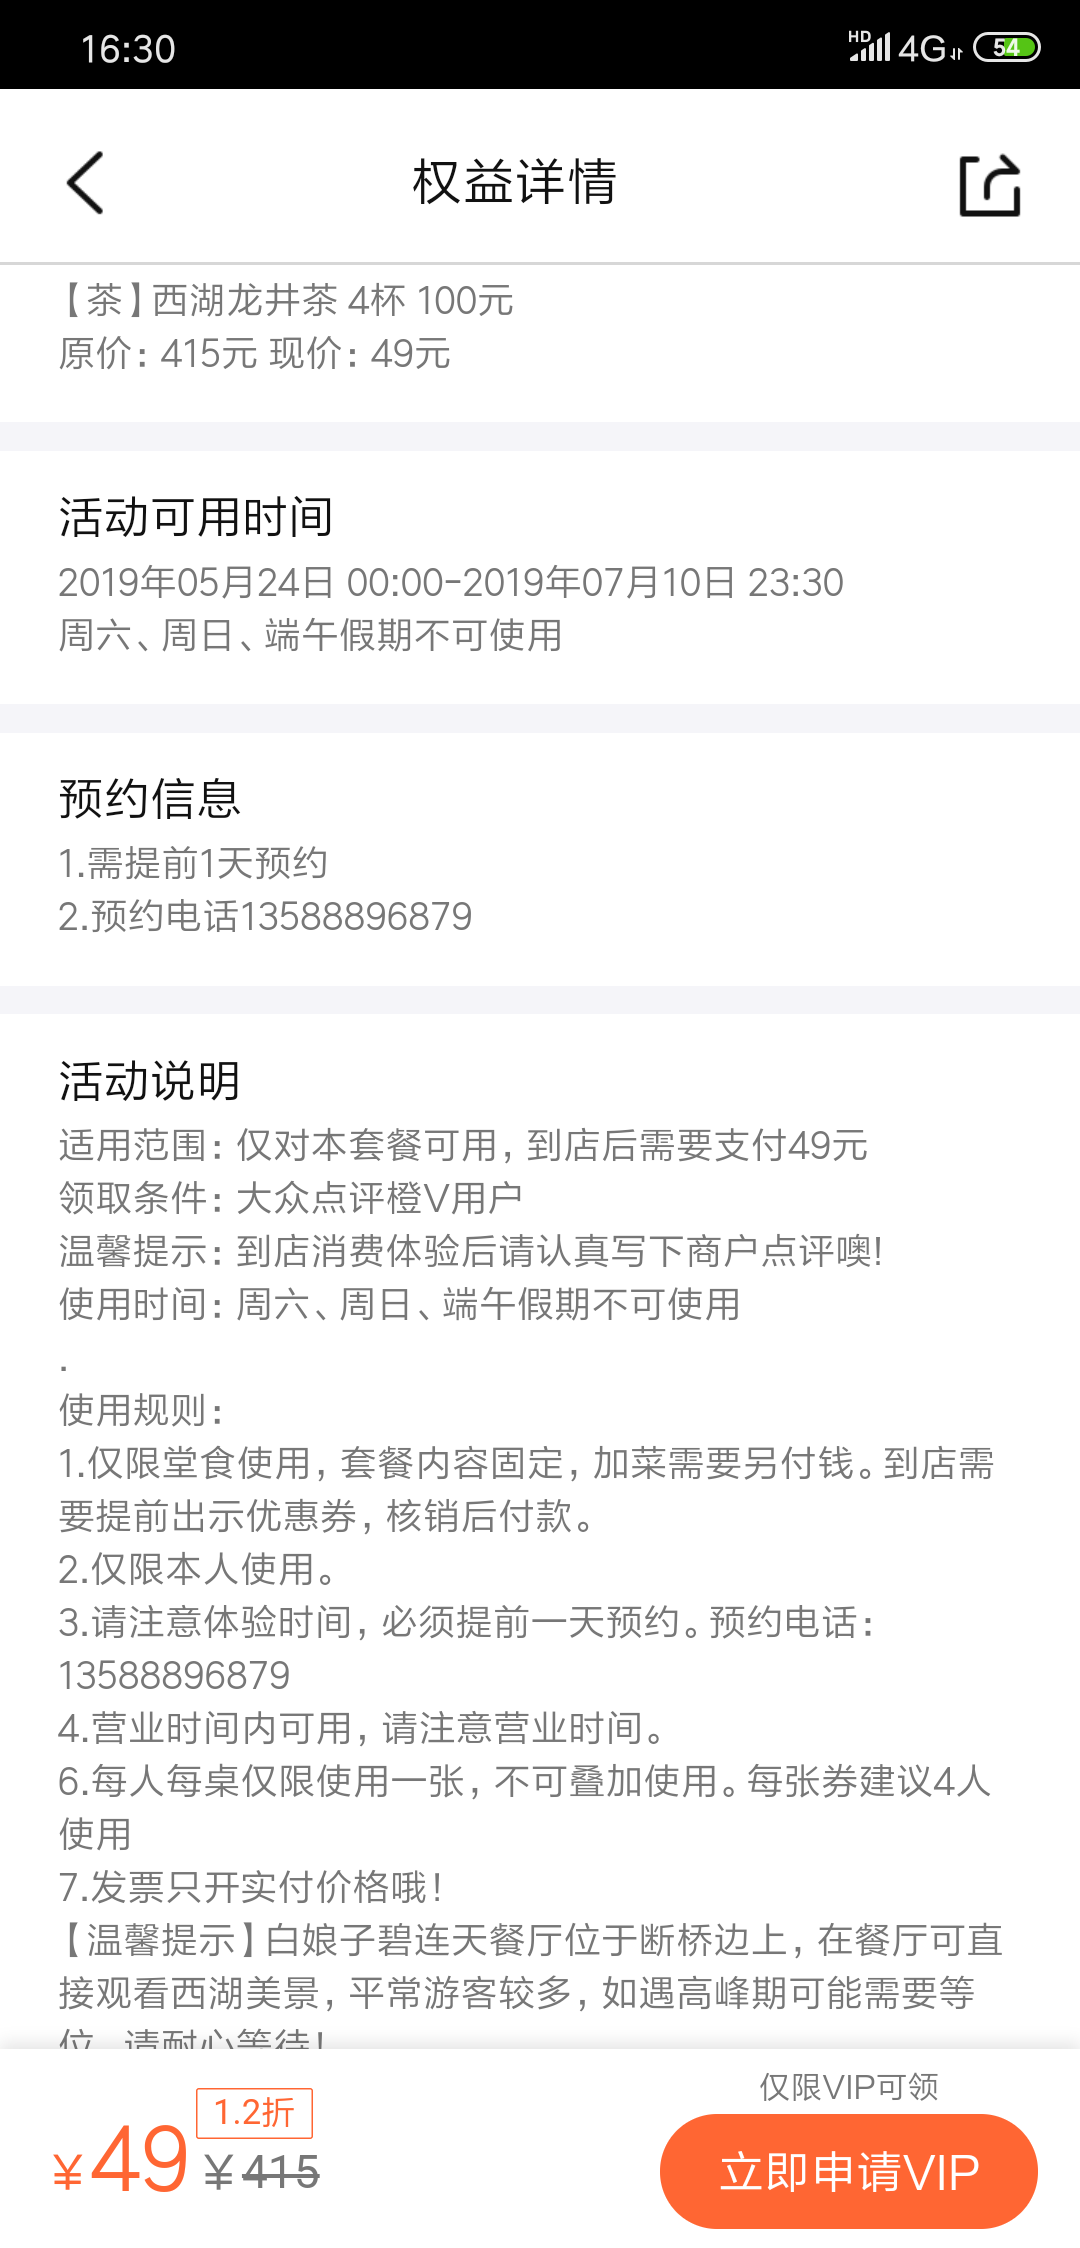 16:30
HD 4G 54
权益详情
【茶】西湖龙井茶 4杯 100元
原价：415元 现价：49元
活动可用时间
2019年05月24日 00:00-2019年07月10日 23:30
周六、周日、端午假期不可使用
预约信息
1.需提前1天预约
2.预约电话13588896879
活动说明
适用范围：仅对本套餐可用，到店后需要支付49元
领取条件：大众点评橙V用户
温馨提示：到店消费体验后请认真写下商户点评噢!
使用时间：周六、周日、端午假期不可使用
.
使用规则：
1.仅限堂食使用，套餐内容固定，加菜需要另付钱。到店需
要提前出示优惠券，核销后付款。
2.仅限本人使用。
3.请注意体验时间，必须提前一天预约。预约电话：
13588896879
4.营业时间内可用，请注意营业时间。
6.每人每桌仅限使用一张，不可叠加使用。每张券建议4人
使用
7.发票只开实付价格哦！
【温馨提示】白娘子碧连天餐厅位于断桥边上，在餐厅可直
接观看西湖美景，平常游客较多，如遇高峰期可能需要等
位，请耐心等待！
¥49 1.2折 ¥415
仅限VIP可领
立即申请VIP